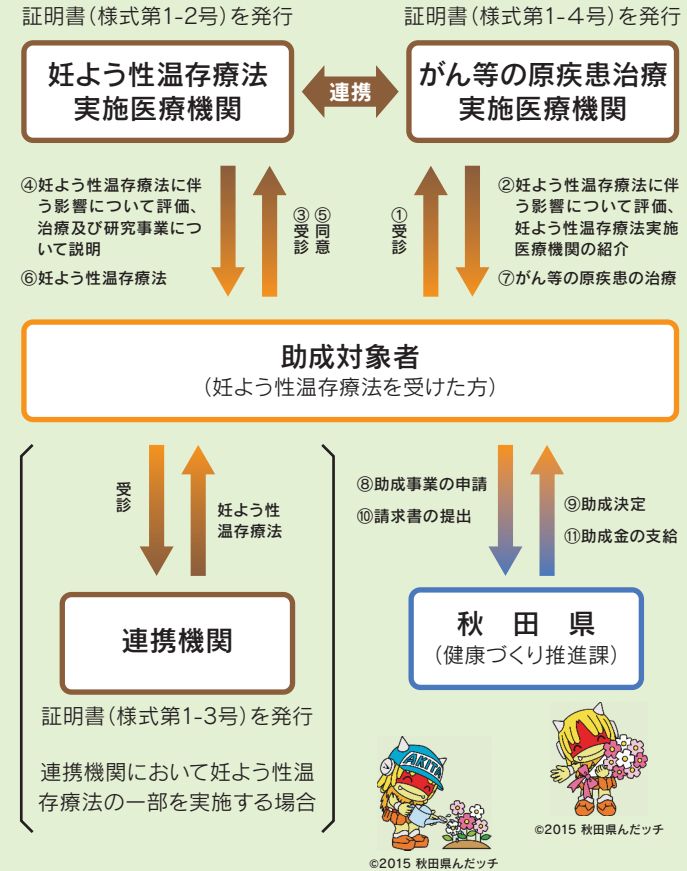 証明書(様式第1-2号)を発行
証明書(様式第1-4号)を発行
妊よう性温存療法
実施医療機関
連携
がん等の原疾患治療
実施医療機関
④妊よう性温存療法に伴
う影響について評価、
治療及び研究事業につ
いて説明
⑥妊よう性温存療法
③受診
⑤同意
①受診
②妊よう性温存療法に伴
う影響について評価、
妊よう性温存療法実施
医療機関の紹介
⑦がん等の原疾患の治療
助成対象者
(妊よう性温存療法を受けた方)
受診
妊よう性
温存療法
⑧助成事業の申請
⑩請求書の提出
⑨助成決定
⑪助成金の支給
連携機関
証明書(様式第1-3号)を発行
連携機関において妊よう性温
存療法の一部を実施する場合
秋 田 県
(健康づくり推進課)
AKITA
©2015 秋田県んだッチ
©2015 秋田県んだッチ